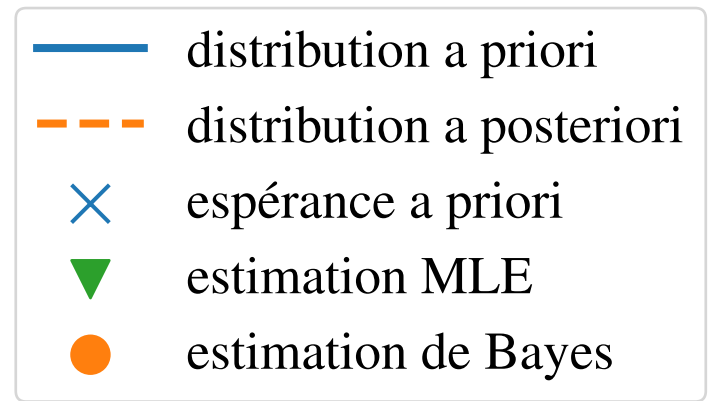 distribution a priori
distribution a posteriori
espérance a priori
estimation MLE
estimation de Bayes